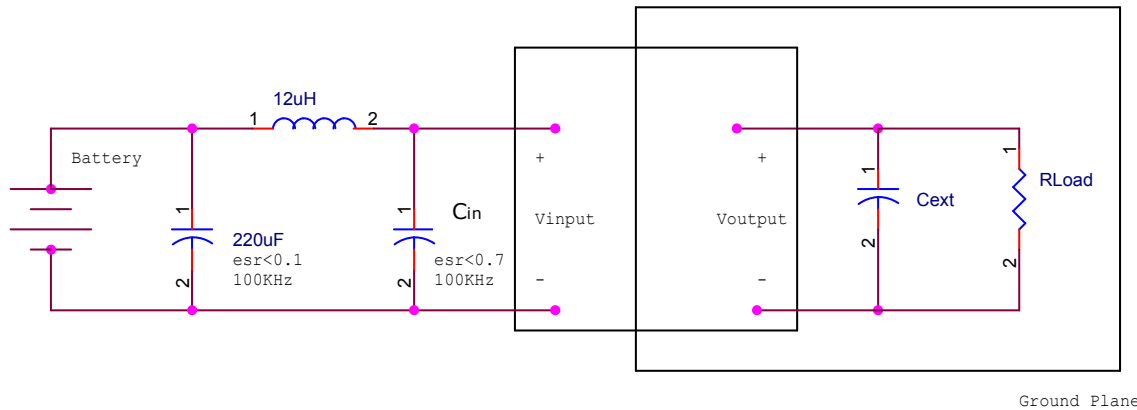 12uH
1
2
Battery
+
+
1
1
1
1
RLoad
Cin
Cext
Vinput
Voutput
220uF
esr<0.1
100KHz
esr<0.7
100KHz
2
2
2
2
-
-
Ground Plane